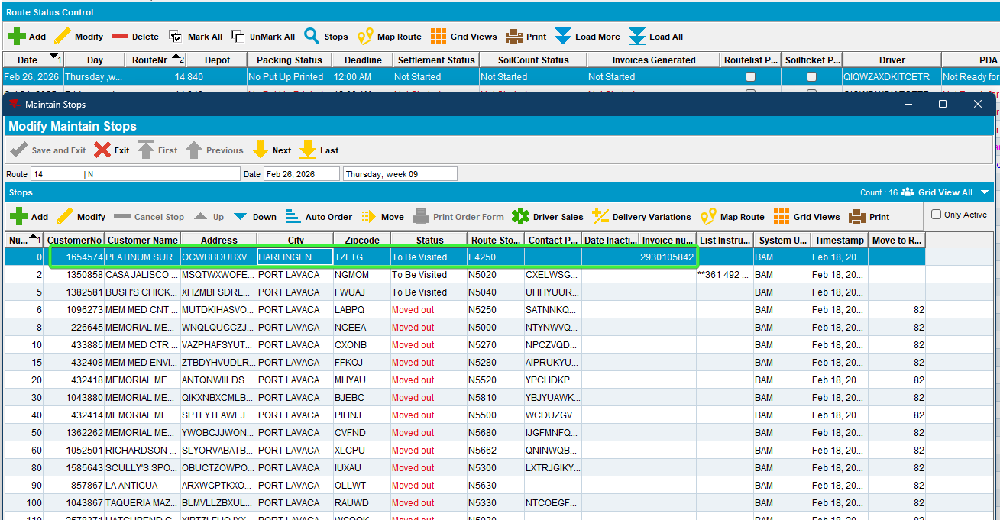 Route Status Control
Add Modify Delete Mark All UnMark All Stops Map Route Grid Views Print Load More Load All
Date 1 Day RouteNr 2 Depot Packing Status Deadline Settlement Status SoilCount Status Invoices Generated Routelist P... Soilticket P... Driver PDA
Feb 26, 2026 Thursday ,w... 14 840 No Put Up Printed 12:00 AM Not Started Not Started Not Started QIQWZAXDKITCETR Not Ready for
Maintain Stops
Modify Maintain Stops
Save and Exit Exit First Previous Next Last
Route 14 | N Date Feb 26, 2026 Thursday, week 09
Stops Count : 16 Grid View All
Add Modify Cancel Stop Up Down Auto Order Move Print Order Form Driver Sales Delivery Variations Map Route Grid Views Print Only Active
Nu... 1 CustomerNo Customer Name Address City Zipcode Status Route Sto... Contact P... Date Inacti... Invoice nu... List Instru... System U... Timestamp Move to R...
0 1654574 PLATINUM SUR... OCWBBDUBXV... HARLINGEN TZLTG To Be Visited E4250 2930105842 BAM Feb 18, 20...
2 1350858 CASA JALISCO ... MSQTWXWOFE... PORT LAVACA NGMOM To Be Visited N5020 CXELWSG... **361 492 ... BAM Feb 18, 20...
5 1382581 BUSH'S CHICK... XHZMBFSDRL... PORT LAVACA FWUAJ To Be Visited N5040 UHHYUUR... BAM Feb 18, 20...
6 1096273 MEM MED CNT ... MUTDKIHASVO... PORT LAVACA LABPQ Moved out N5250 SATNNKQ... BAM Feb 18, 20... 82
8 226645 MEMORIAL ME... WNQLQUGCZJ... PORT LAVACA NCEEA Moved out N5000 NTYNWVQ... BAM Feb 18, 20... 82
10 433885 MEM MED CTR ... VAZPHAFSYUT... PORT LAVACA CXONB Moved out N5270 NPCZVQD... BAM Feb 18, 20... 82
15 432408 MEM MED ENVI... ZTBDYHVUDLR... PORT LAVACA FFKOJ Moved out N5280 AIPRUKYU... BAM Feb 18, 20... 82
20 432418 MEMORIAL ME... ANTQNWIILDS... PORT LAVACA MHYAU Moved out N5520 YPCHDKP... BAM Feb 18, 20... 82
30 1043880 MEMORIAL ME... QIKXNBXCMLB... PORT LAVACA BJEBC Moved out N5810 YBJYUAWK... BAM Feb 18, 20... 82
40 432414 MEMORIAL ME... SPTFYTLAWEJ... PORT LAVACA PIHNJ Moved out N5500 WCDUZGV... BAM Feb 18, 20... 82
50 1362262 MEMORIAL ME... YWOBCJJWON... PORT LAVACA CVFND Moved out N5680 IJGFMNFQ... BAM Feb 18, 20... 82
60 1052501 RICHARDSON ... SLYORVABATB... PORT LAVACA XLCPU Moved out N5662 QNINWQB... BAM Feb 18, 20... 82
80 1585643 SCULLY'S SPO... OBUCTZOWPO... PORT LAVACA IUXAU Moved out N5300 LXTRJGIKY... BAM Feb 18, 20... 82
90 857867 LA ANTIGUA ARXWGPTKXO... PORT LAVACA OLLWT Moved out N5630 BAM Feb 18, 20... 82
100 1043867 TAQUERIA MAZ... BLMVLLZBXUL... PORT LAVACA RAUWD Moved out N5330 NTCOEGF... BAM Feb 18, 20... 82